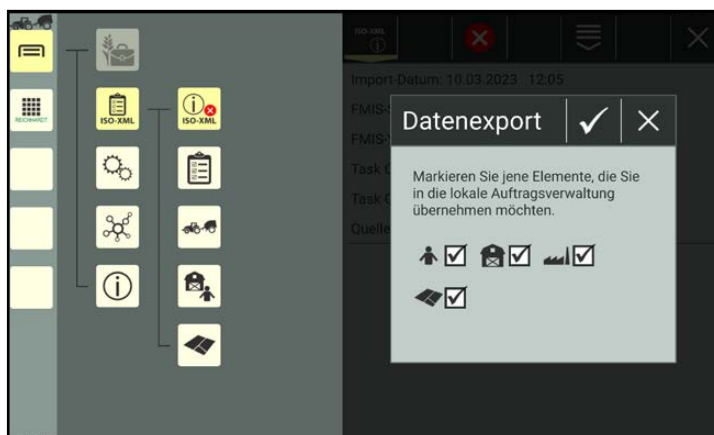 REICHHARDT
ISO-XML
ISO-XML
ISO-XML
Import-Datum: 10.03.2023 12:05
FMIS-
FMIS-
Task
Task
Quelle
Datenexport
Markieren Sie jene Elemente, die Sie
in die lokale Auftragsverwaltung
übernehmen möchten.